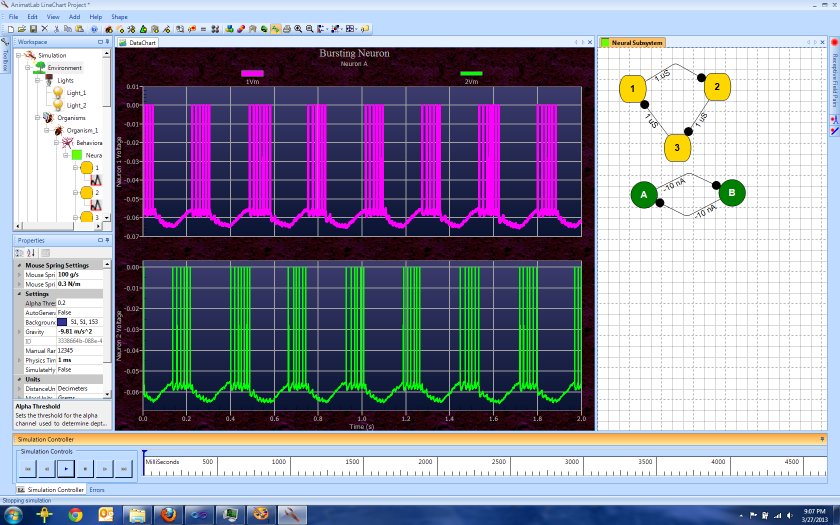 AnimatLab LineChart Project *
File Edit View Add Help Shape
Workspace
Simulation
Environment
Lights
Light_1
Light_2
Organisms
Organism_1
Behaviora
Neura
1
2
3
Properties
Mouse Spring Settings
Mouse Spri 100 g/s
Mouse Spri 0.3 N/m
Settings
Alpha Thres 0.2
AutoGenera False
Background 51, 51, 153
Gravity -9.81 m/s^2
ID 3338664b-088e-4
Manual Ran 12345
Physics Tim 1 ms
SimulateHy False
Units
DistanceUn Decimeters
Alpha Threshold
Sets the threshold for the alpha
channel used to determine dept...
Toolbox
DataChart
Bursting Neuron
Neuron A
1Vm
2Vm
Neuron 1 Voltage
0.01
0.00
-0.01
-0.02
-0.03
-0.04
-0.05
-0.06
-0.07
Neuron 2 Voltage
0.00
-0.01
-0.02
-0.03
-0.04
-0.05
-0.06
0.0 0.2 0.4 0.6 0.8 1.0 1.2 1.4 1.6 1.8 2.0
Time (s)
Neural Subsystem
1
2
3
1 uS
1 uS
1 uS
A
B
-10 nA
-10 nA
Receptive Field Pairs
Simulation Controller
Simulation Controls
MilliSeconds 500 1000 1500 2000 2500 3000 3500 4000 4500
Simulation Controller Errors
Stopping simulation
9:07 PM
3/27/2013